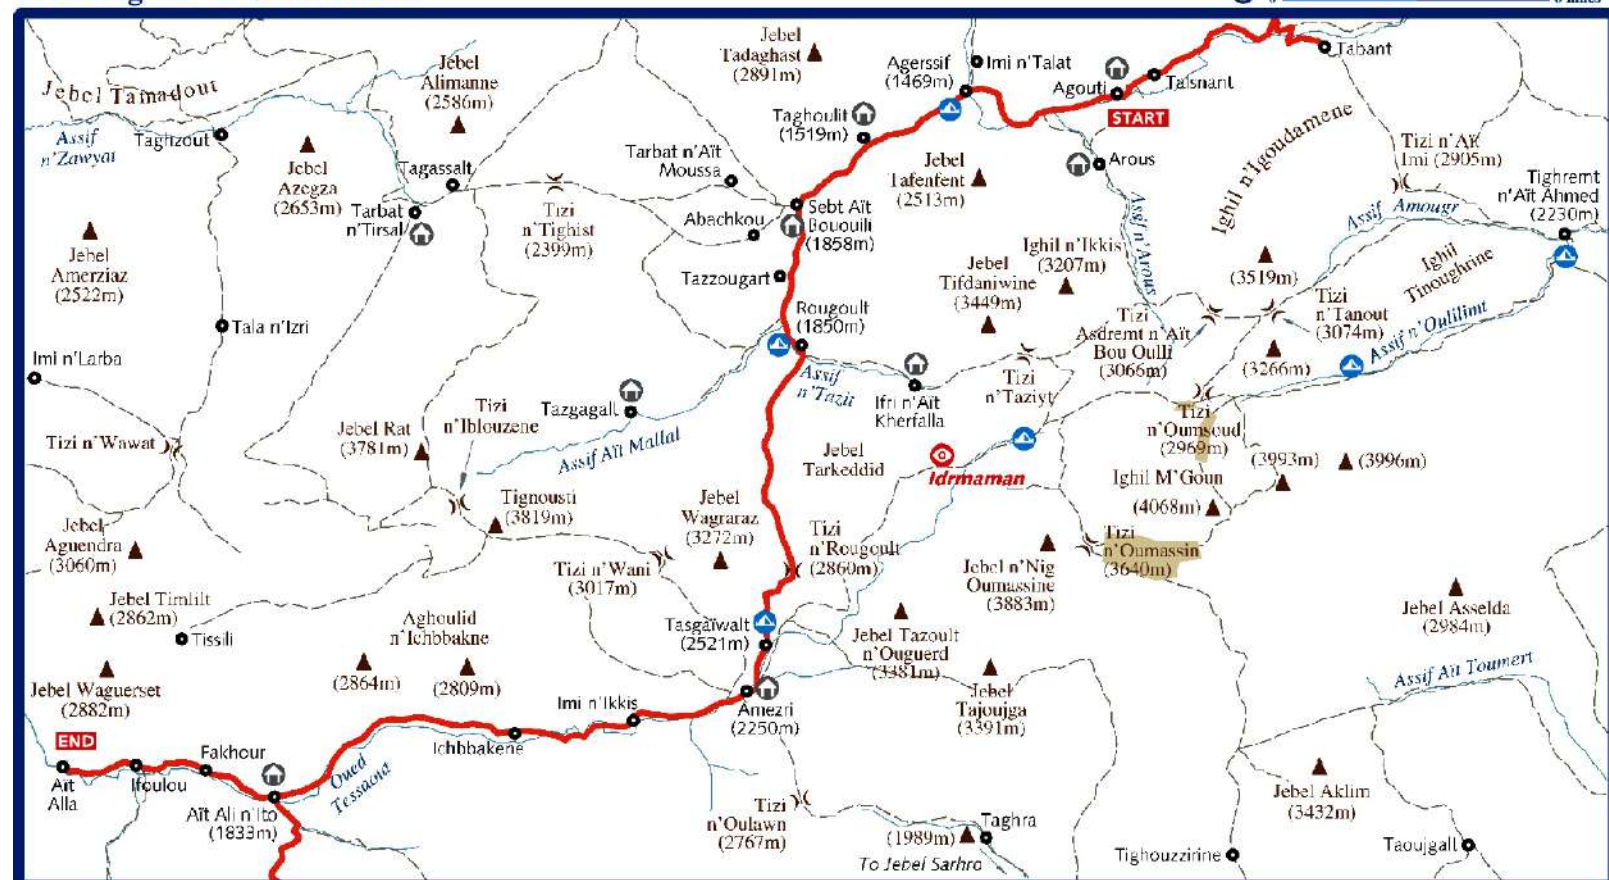 Jebel
Tadaghast
(2891m)
Jebel
Alimanne
(2586m)
Jebel Tamadout
Assif
n'Zawyat
Taghzout
Jebel
Azegza
(2653m)
Tagassalt
Tarbat
n'Tirsal
Jebel
Amerziaz
(2522m)
Tizi
n'Tighist
(2399m)
Tarbat n'Aït
Moussa
Abachkou
Tazzougart
Agerssif
(1469m)
Imi n'Talat
Agouti
START
Taisnant
Tabant
Taghoulit
(1519m)
Jebel
Tafenfent
(2513m)
Arous
Sebt Aït
Bououili
(1858m)
Ighil n'Igoudamene
Tizi n'Aït
Imi (2905m)
Tighremt
n'Aït Ahmed
(2230m)
Assif Amougr
Assif n'Arous
Ighil n'Ikkis
(3207m)
Jebel
Tifdaniwine
(3449m)
(3519m)
Ighil
Tinoughrine
Tizi
n'Tanout
(3074m)
Assif n'Oulilimt
Tizi
Asdremt n'Aït
Bou Oulli
(3066m)
(3266m)
Rougoult
(1850m)
Assif
n'Tazit
Ifri n'Aït
Kherfalla
Tizi
n'Taziyt
Tala n'Izri
Imi n'Larba
Tizi n'Wawat
Jebel Rat
(3781m)
Tizi
n'Iblouzene
Tazgagalt
Assif Aït Mallal
Jebel
Tarkeddid
Idrmaman
Tizi
n'Oumsoud
(2969m)
Ighil M'Goun
(4068m)
(3993m)
(3996m)
Tignousti
(3819m)
Jebel
Wagraraz
(3272m)
Tizi
n'Rougoult
(2860m)
Tizi n'Wani
(3017m)
Jebel
Aguendra
(3060m)
Jebel n'Nig
Oumassine
(3883m)
Tizi
n'Oumassin
(3640m)
Jebel Timlilt
(2862m)
Tissili
Aghoulid
n'Ichbbakne
(2864m)
(2809m)
Tasgaïwalt
(2521m)
Jebel Tazoult
n'Ouguerd
(3381m)
Jebel
Tajoujga
(3391m)
Jebel Asselda
(2984m)
Assif Aït Toumert
Jebel Waguerset
(2882m)
Imi n'Ikkis
Amezri
(2250m)
END
Aït
Alla
Ifoulou
Fakhour
Aït Ali n'Ito
(1833m)
Oued
Tessaout
Ichbbakene
Tizi
n'Oulawn
(2767m)
(1989m)
Taghra
To Jebel Sarhro
Tighouzzirine
Jebel Aklim
(3432m)
Taoujgalt